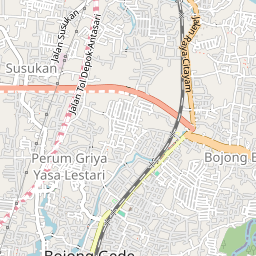 Jalan Susukan
Susukan
Jalan Tol Depok Antasari
Jalan Raya Citayam
Perum Griya
Yasa Lestari
Bojong B
Bojong Gede